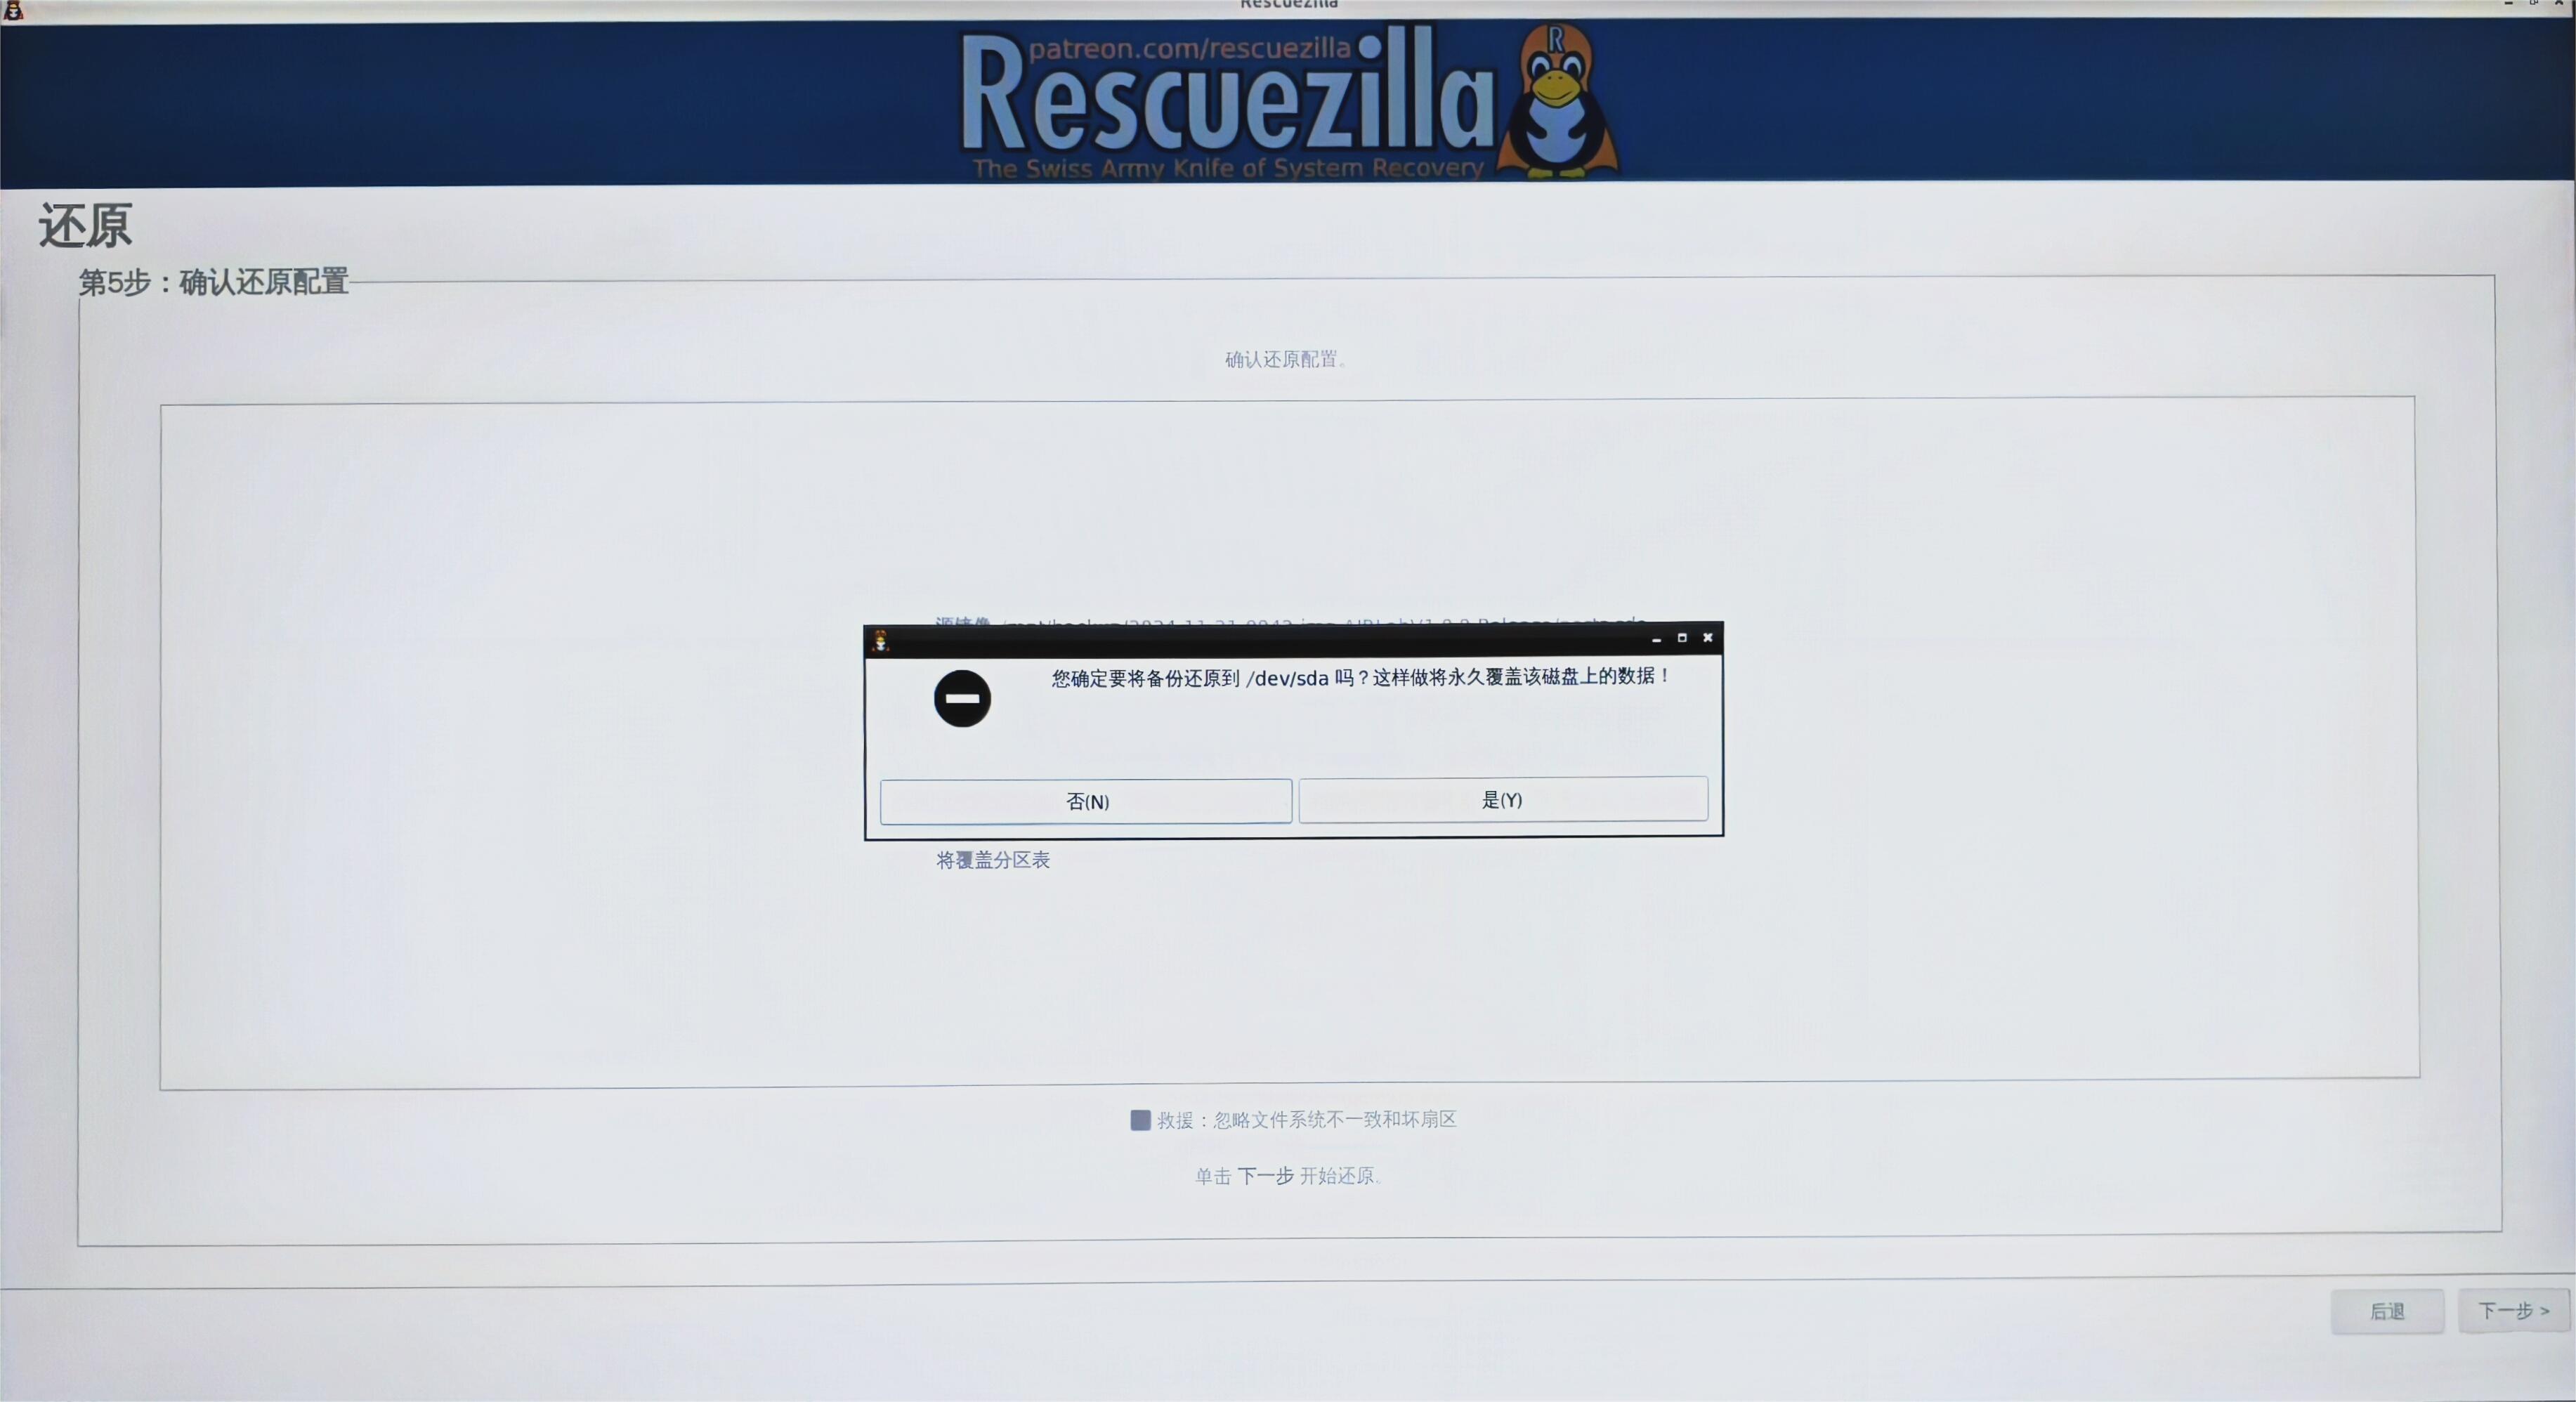 Rescuezilla
patreon.com/rescuezilla
Rescuezilla
R
The Swiss Army Knife of System Recovery
还原
第5步：确认还原配置
确认还原配置。
源镜像
您确定要将备份还原到 /dev/sda 吗？这样做将永久覆盖该磁盘上的数据！
否(N)
是(Y)
将覆盖分区表
救援：忽略文件系统不一致和坏扇区
单击 下一步 开始还原。
后退
下一步 >